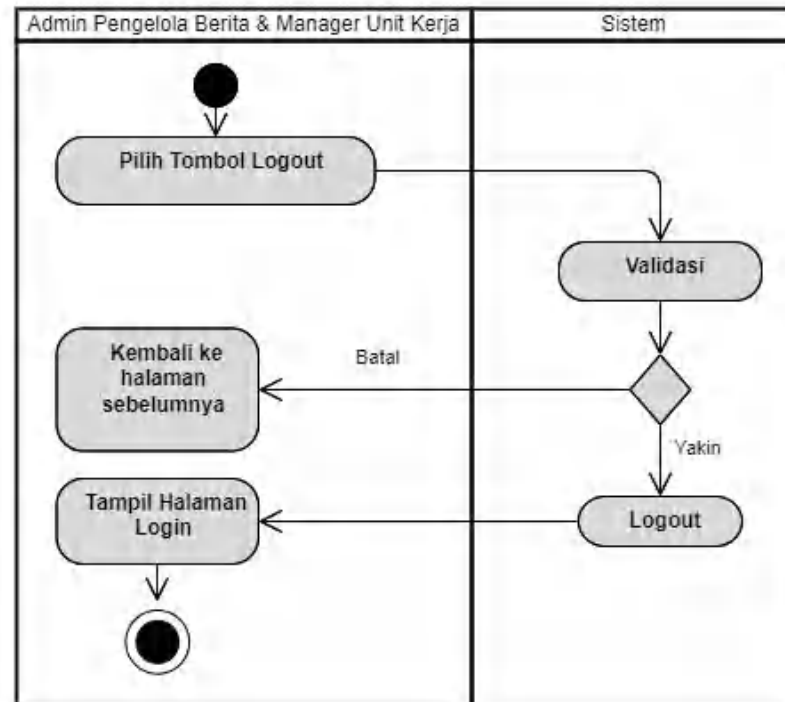 Admin Pengelola Berita & Manager Unit Kerja
Sistem
Pilih Tombol Logout
Validasi
Kembali ke
halaman
sebelumnya
Batal
Yakin
Tampil Halaman
Login
Logout